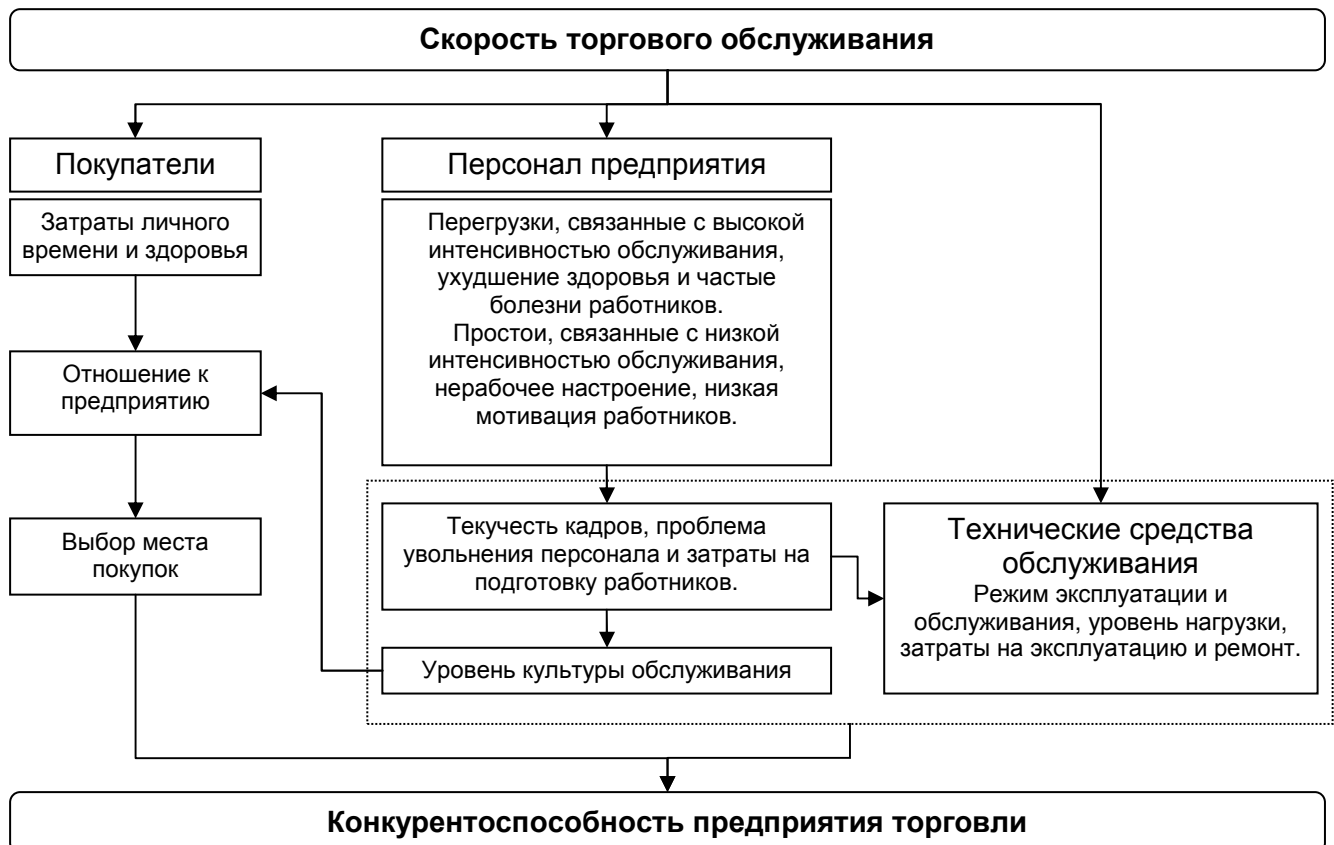 Скорость торгового обслуживания
Покупатели
Затраты личного
времени и здоровья
Отношение к
предприятию
Выбор места
покупок
Персонал предприятия
Перегрузки, связанные с высокой
интенсивностью обслуживания,
ухудшение здоровья и частые
болезни работников.
Простои, связанные с низкой
интенсивностью обслуживания,
нерабочее настроение, низкая
мотивация работников.
Текучесть кадров, проблема
увольнения персонала и затраты на
подготовку работников.
Уровень культуры обслуживания
Технические средства
обслуживания
Режим эксплуатации и
обслуживания, уровень нагрузки,
затраты на эксплуатацию и ремонт.
Конкурентоспособность предприятия торговли